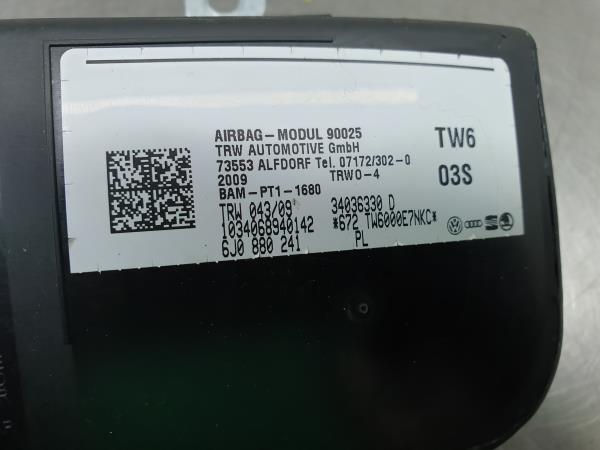 AIRBAG-MODUL 90025
TRW AUTOMOTIVE GmbH
73553 ALFDORF Tel. 07172/302-0
2009 TRWO-4
BAM-PT1-1680
TRW 043/09 34036330 D
1034068940142 *672 TW6000E7NKC*
6J0 880 241 PL
TW6
03S